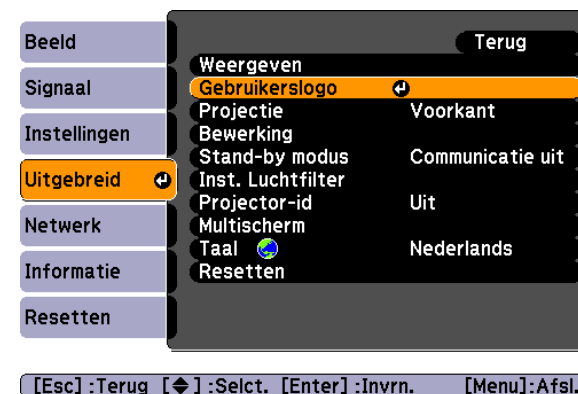 Beeld
Signaal
Instellingen
Uitgebreid
Netwerk
Informatie
Resetten
Terug
Weergeven
Gebruikerslogo
Projectie Voorkant
Bewerking
Stand-by modus Communicatie uit
Inst. Luchtfilter
Projector-id Uit
Multischerm
Taal Nederlands
Resetten
[Esc] :Terug [◆] :Selct. [Enter] :Invrn. [Menu]:Afsl.